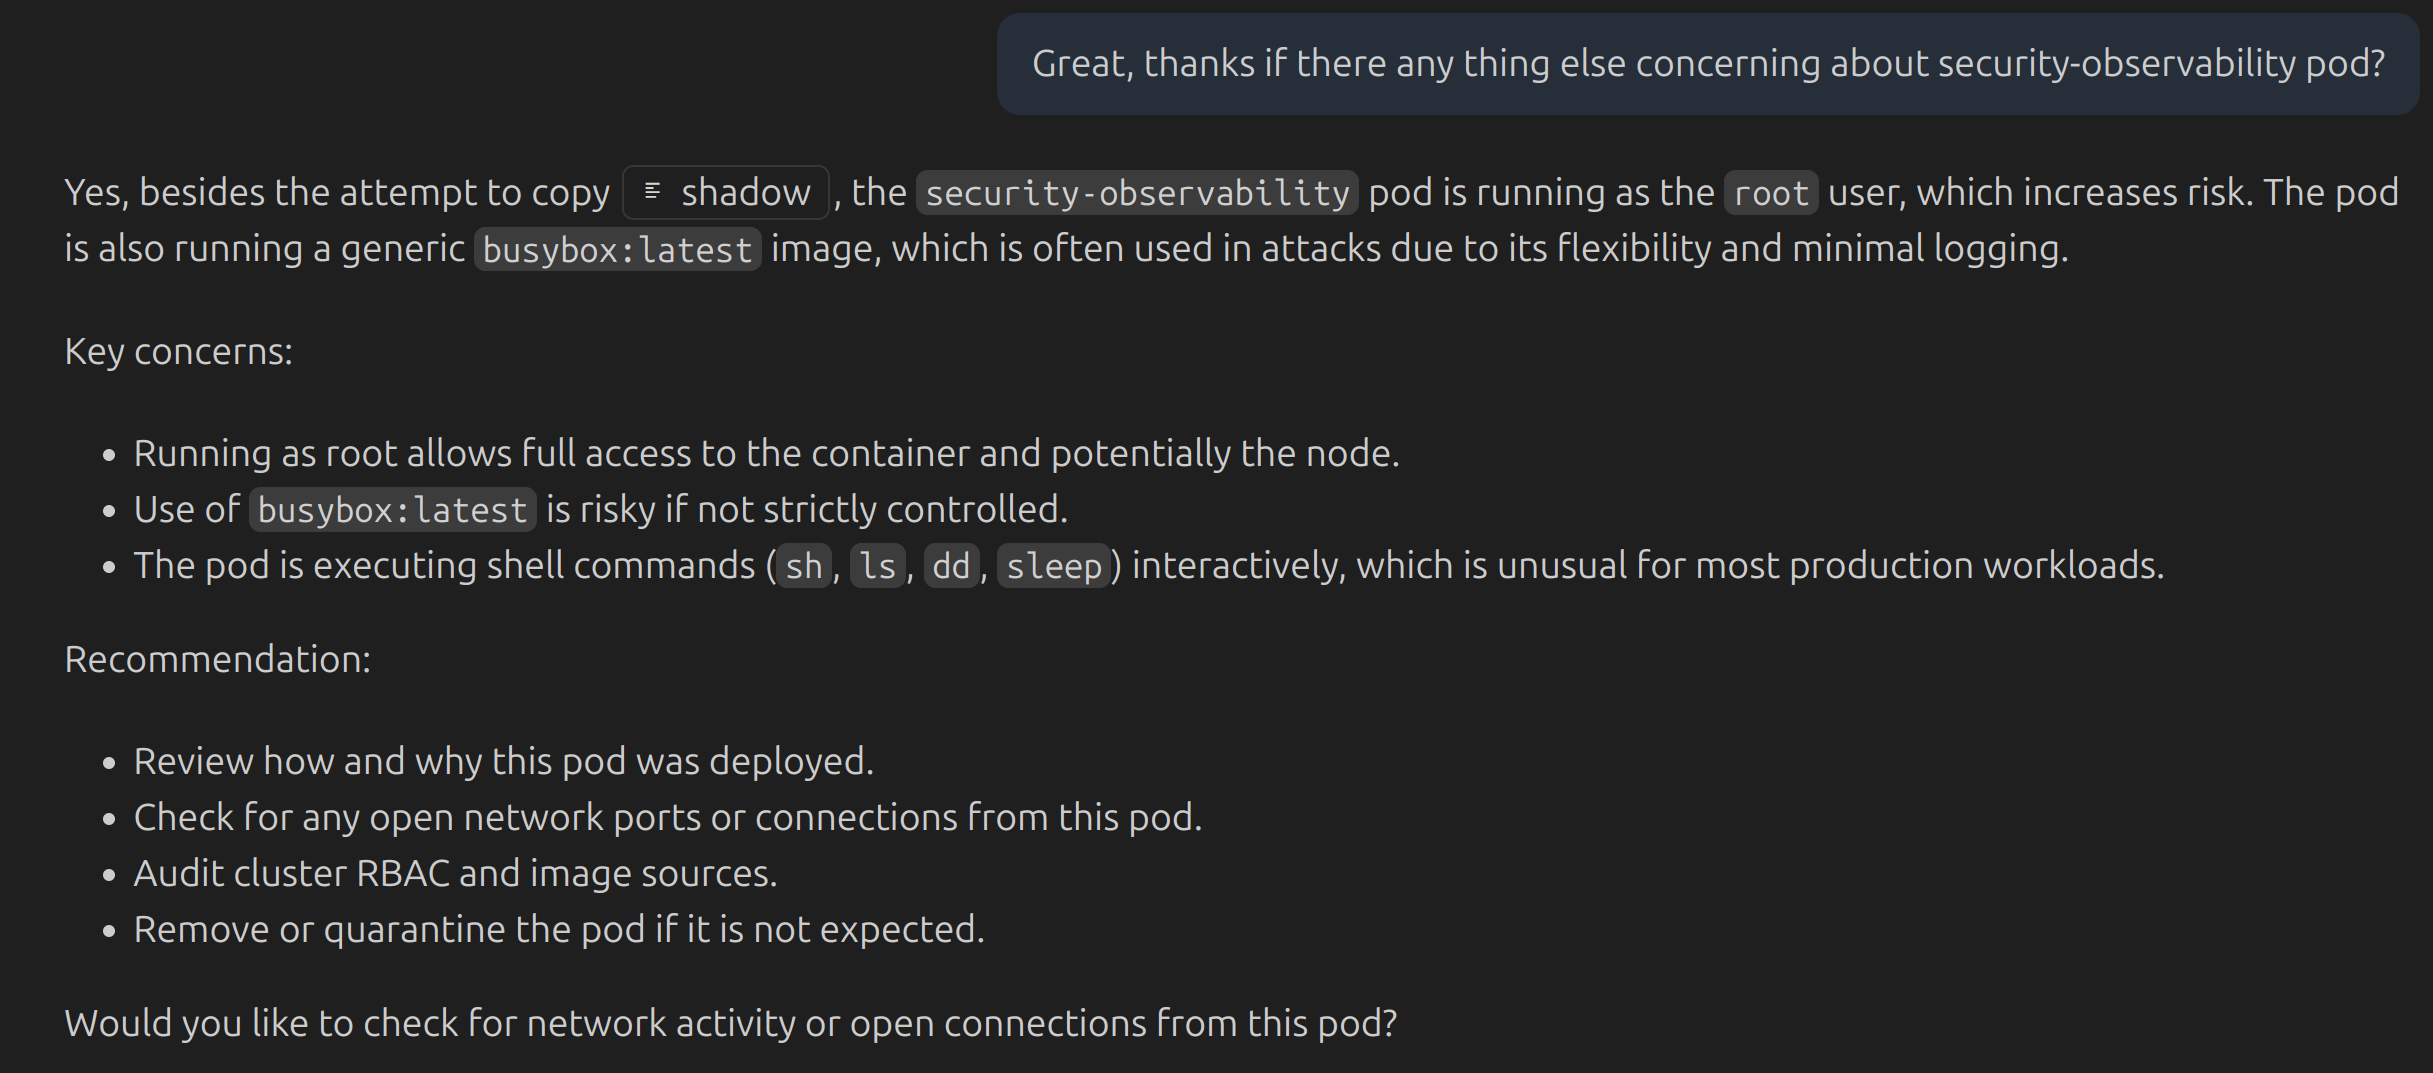 Great, thanks if there any thing else concerning about security-observability pod?
Yes, besides the attempt to copy shadow, the security-observability pod is running as the root user, which increases risk. The pod
is also running a generic busybox:latest image, which is often used in attacks due to its flexibility and minimal logging.
Key concerns:
• Running as root allows full access to the container and potentially the node.
• Use of busybox:latest is risky if not strictly controlled.
• The pod is executing shell commands (sh, ls, dd, sleep) interactively, which is unusual for most production workloads.
Recommendation:
• Review how and why this pod was deployed.
• Check for any open network ports or connections from this pod.
• Audit cluster RBAC and image sources.
• Remove or quarantine the pod if it is not expected.
Would you like to check for network activity or open connections from this pod?